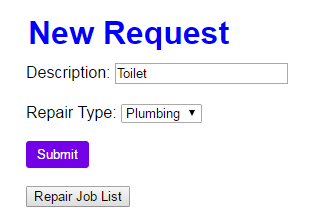 New Request
Description: Toilet
Repair Type: Plumbing
Submit
Repair Job List